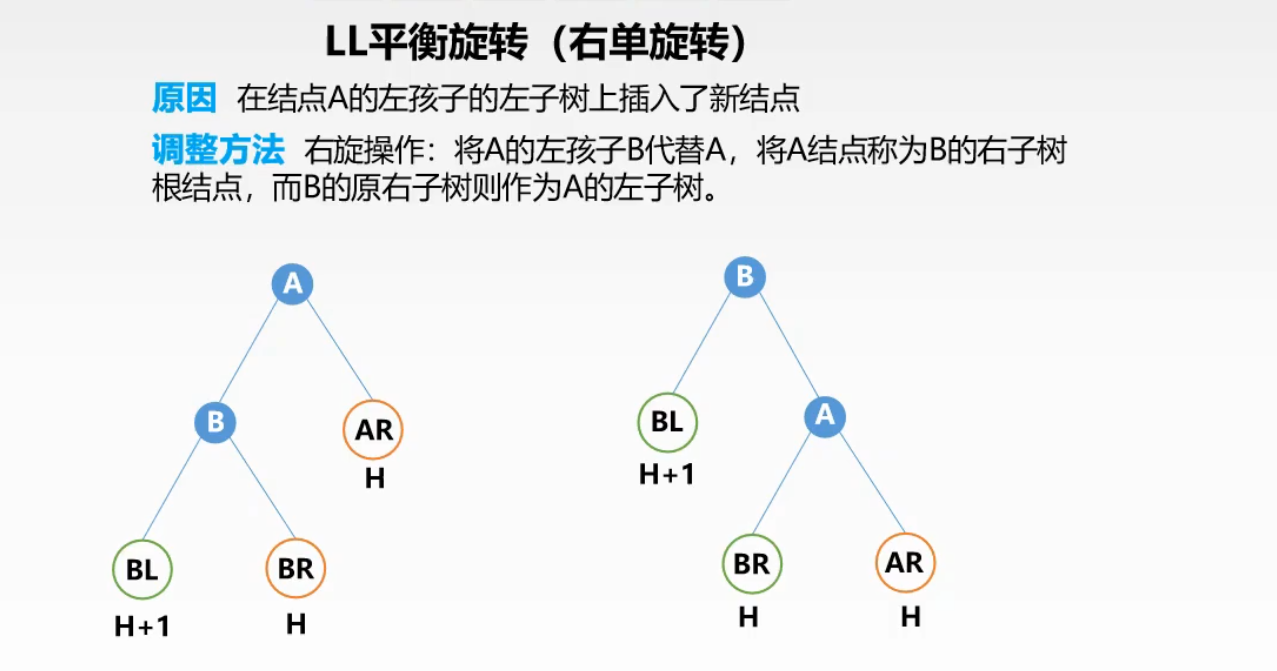 LL平衡旋转（右单旋转）
原因 在结点A的左孩子的左子树上插入了新结点
调整方法 右旋操作：将A的左孩子B代替A，将A结点称为B的右子树
根结点，而B的原右子树则作为A的左子树。
A
B
AR
H
BL
H+1
BR
H
B
BL
H+1
A
BR
H
AR
H